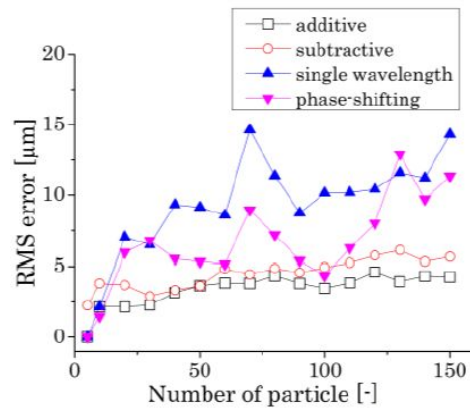 additive
subtractive
single wavelength
phase-shifting
20
15
10
5
0
RMS error [μm]
0
50
100
150
Number of particle [-]